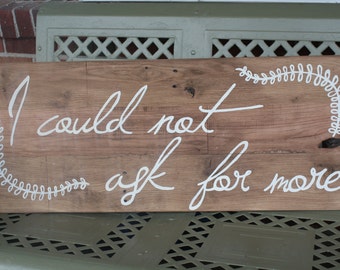 I could not
ask for more